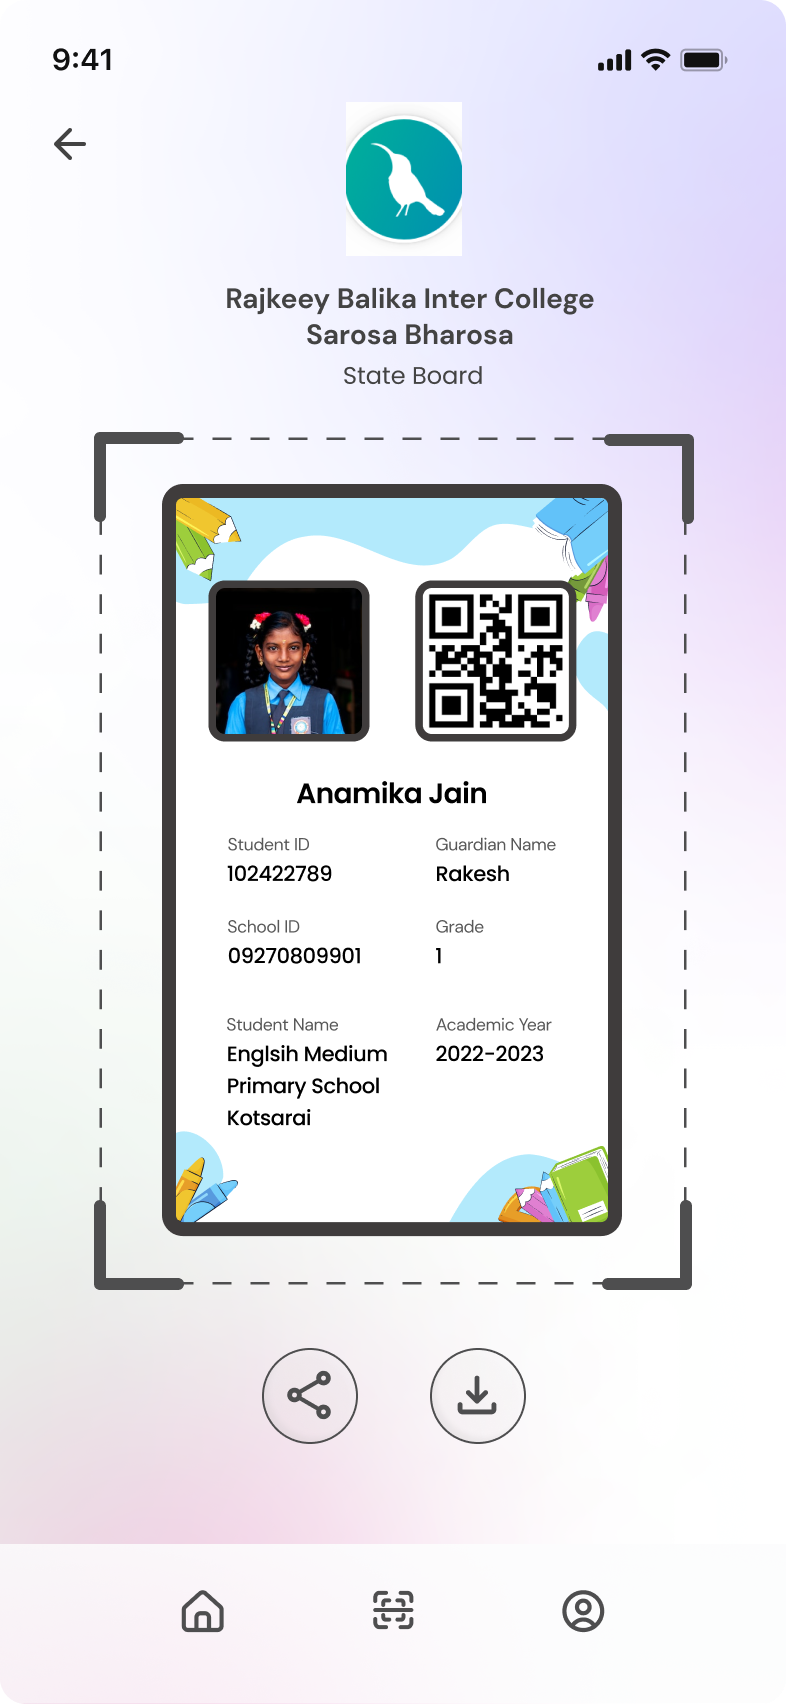 9:41
Rajkeey Balika Inter College
Sarosa Bharosa
State Board
Anamika Jain
Student ID
102422789
Guardian Name
Rakesh
School ID
09270809901
Grade
1
Student Name
Englsih Medium
Primary School
Kotsarai
Academic Year
2022-2023